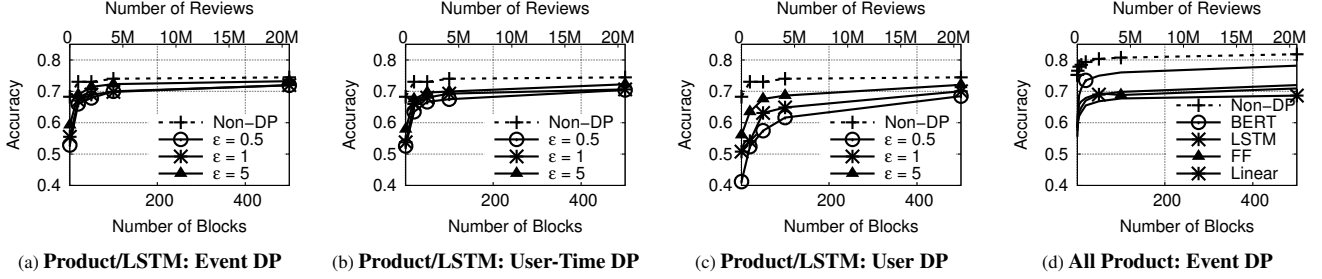 Number of Reviews
0 5M 10M 15M 20M
Accuracy
0.8
0.7
0.6
0.5
0.4
Non−DP
ε = 0.5
ε = 1
ε = 5
200 400
Number of Blocks
(a) Product/LSTM: Event DP
Number of Reviews
0 5M 10M 15M 20M
Accuracy
0.8
0.7
0.6
0.5
0.4
Non−DP
ε = 0.5
ε = 1
ε = 5
200 400
Number of Blocks
(b) Product/LSTM: User-Time DP
Number of Reviews
0 5M 10M 15M 20M
Accuracy
0.8
0.7
0.6
0.5
0.4
Non−DP
ε = 0.5
ε = 1
ε = 5
200 400
Number of Blocks
(c) Product/LSTM: User DP
Number of Reviews
0 5M 10M 15M 20M
Accuracy
0.8
0.7
0.6
0.5
0.4
Non−DP
BERT
LSTM
FF
Linear
200 400
Number of Blocks
(d) All Product: Event DP